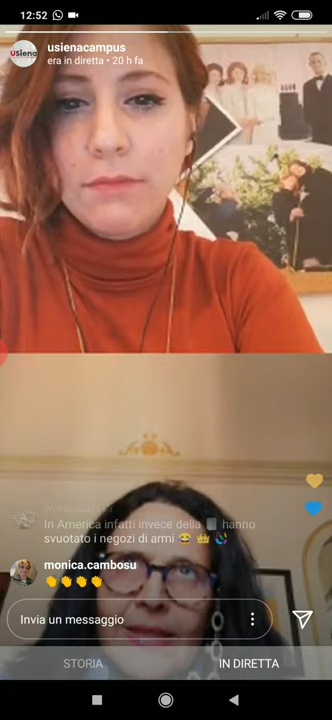 12:52
USiena
usienacampus
era in diretta • 20 h fa
In America infatti invece della 🧻 hanno
svuotato i negozi di armi 😂 👑
monica.cambosu
👏👏👏👏
Invia un messaggio
STORIA
IN DIRETTA